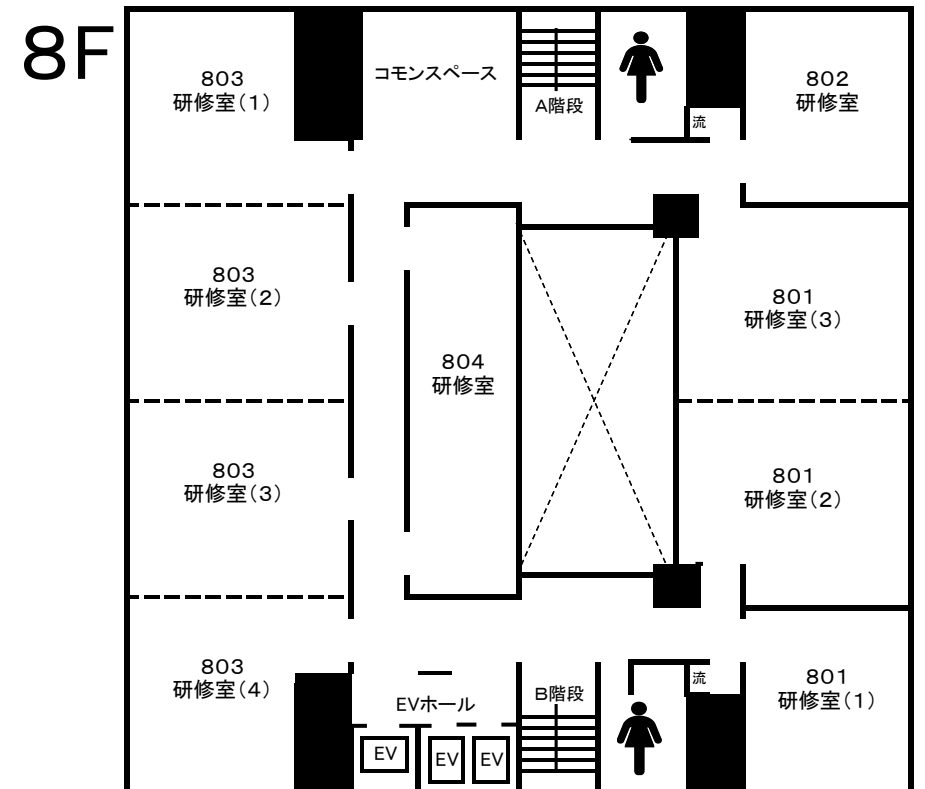 8F
803
研修室(1)
コモンスペース
A階段
流
802
研修室
803
研修室(2)
801
研修室(3)
804
研修室
803
研修室(3)
801
研修室(2)
803
研修室(4)
EVホール
B階段
流
801
研修室(1)
EV
EV
EV